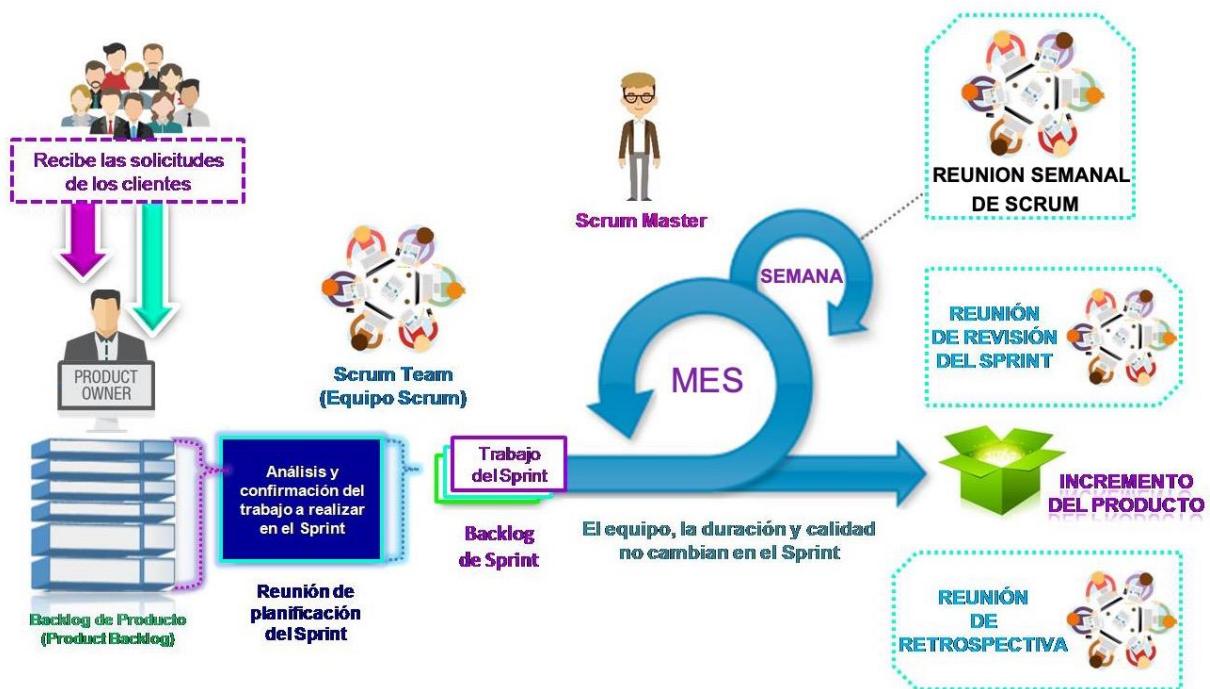 Recibe las solicitudes
de los clientes
PRODUCT
OWNER
Backlog de Producto
(Product Backlog)
Análisis y
confirmación del
trabajo a realizar
en el Sprint
Reunión de
planificación
del Sprint
Scrum Team
(Equipo Scrum)
Trabajo
del Sprint
Backlog
de Sprint
Scrum Master
MES
SEMANA
El equipo, la duración y calidad
no cambian en el Sprint
REUNION SEMANAL
DE SCRUM
REUNIÓN
DE REVISIÓN
DEL SPRINT
INCREMENTO
DEL PRODUCTO
REUNIÓN
DE
RETROSPECTIVA